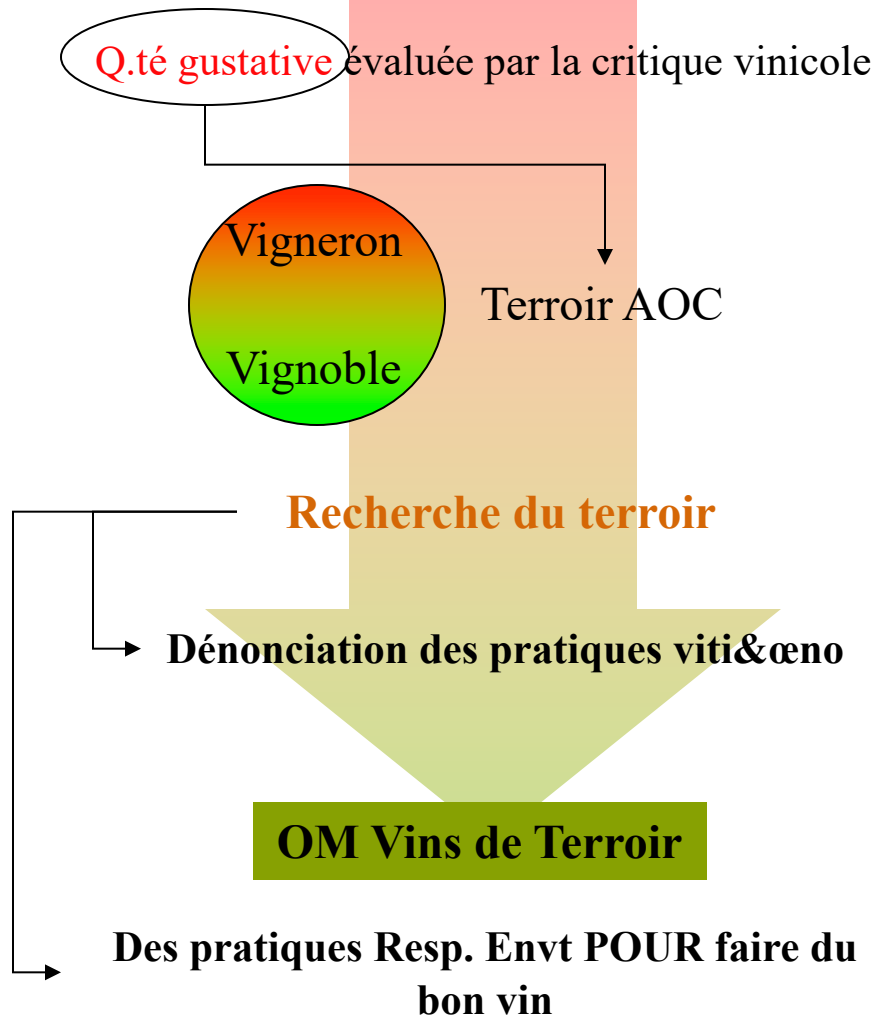 Q.té gustative évaluée par la critique vinicole
Vigneron
Terroir AOC
Vignoble
Recherche du terroir
Dénonciation des pratiques viti&œno
OM Vins de Terroir
Des pratiques Resp. Envt POUR faire du
bon vin